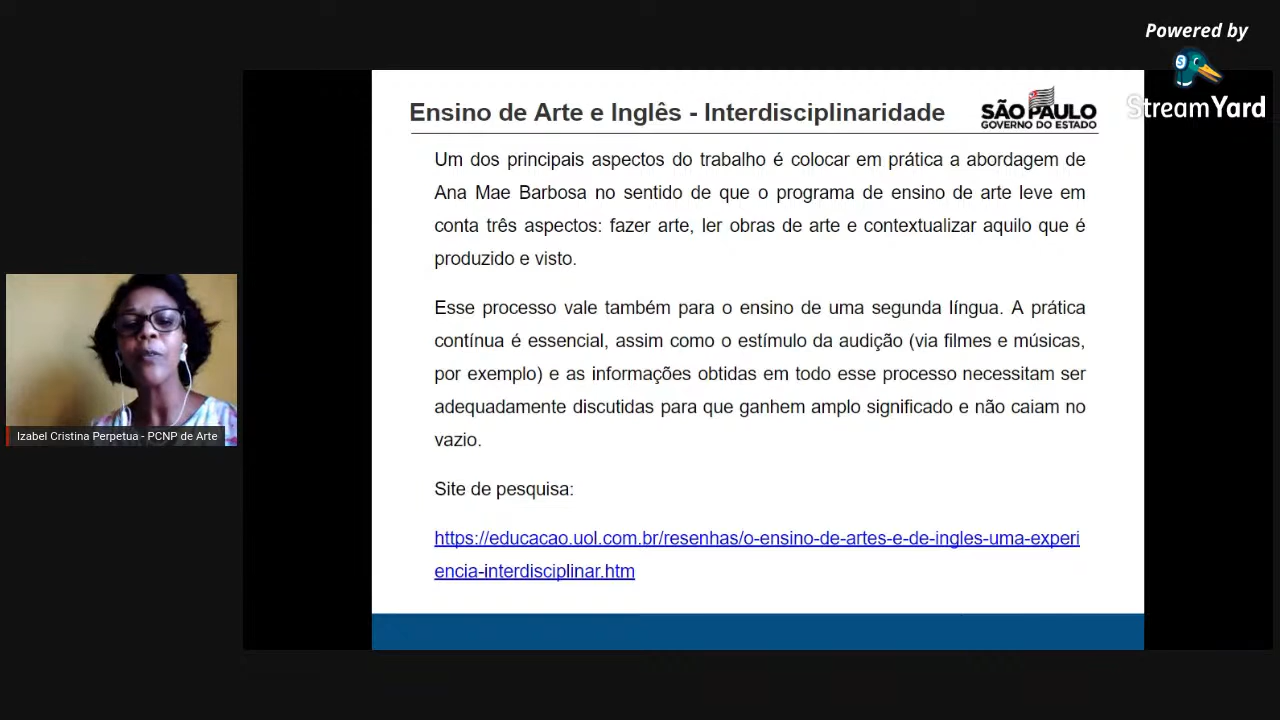 Powered by
StreamYard
Ensino de Arte e Inglês - Interdisciplinaridade
SÃO PAULO
GOVERNO DO ESTADO
Um dos principais aspectos do trabalho é colocar em prática a abordagem de
Ana Mae Barbosa no sentido de que o programa de ensino de arte leve em
conta três aspectos: fazer arte, ler obras de arte e contextualizar aquilo que é
produzido e visto.
Esse processo vale também para o ensino de uma segunda língua. A prática
contínua é essencial, assim como o estímulo da audição (via filmes e músicas,
por exemplo) e as informações obtidas em todo esse processo necessitam ser
adequadamente discutidas para que ganhem amplo significado e não caiam no
vazio.
Site de pesquisa:
https://educacao.uol.com.br/resenhas/o-ensino-de-artes-e-de-ingles-uma-experi
encia-interdisciplinar.htm
Izabel Cristina Perpetua - PCNP de Arte